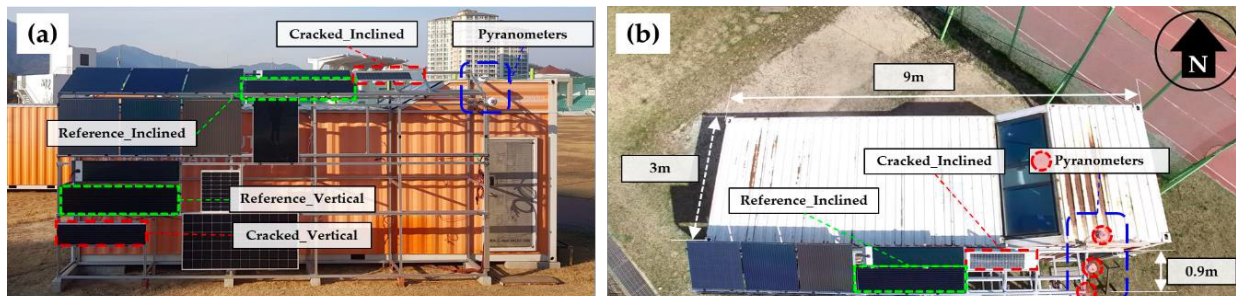 (a)
Cracked_Inclined
Pyranometers
Reference_Inclined
Reference_Vertical
Cracked_Vertical
(b)
N
9m
3m
Cracked_Inclined
Pyranometers
Reference_Inclined
0.9m